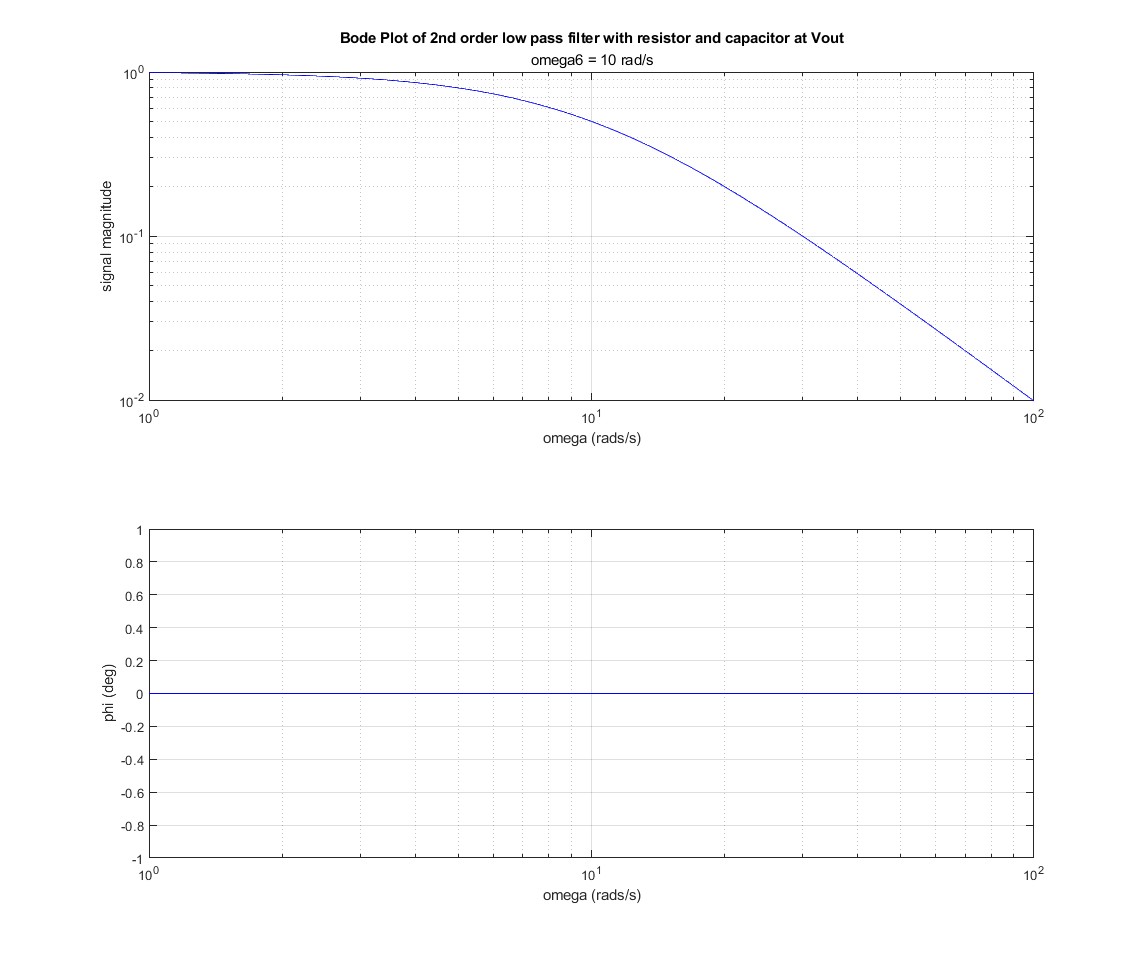 Bode Plot of 2nd order low pass filter with resistor and capacitor at Vout
omega6 = 10 rad/s
10^0
10^-1
10^-2
signal magnitude
10^0 10^1 10^2
omega (rads/s)
1
0.8
0.6
0.4
0.2
0
-0.2
-0.4
-0.6
-0.8
-1
phi (deg)
10^0 10^1 10^2
omega (rads/s)